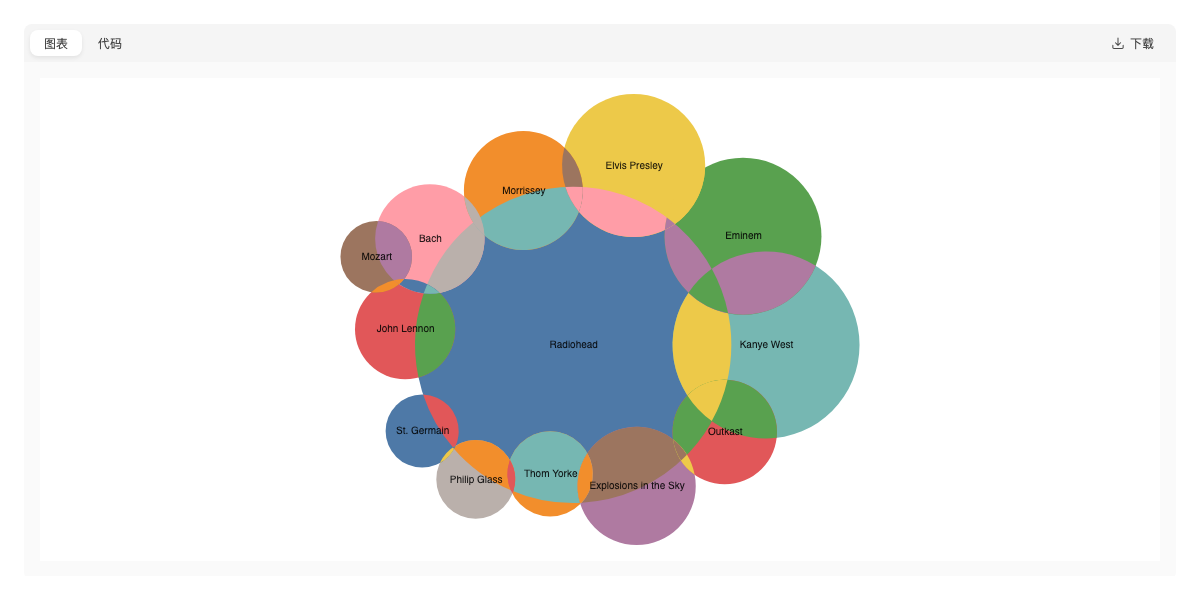 图表
代码
下载
Elvis Presley
Morrissey
Eminem
Bach
Mozart
John Lennon
Radiohead
Kanye West
St. Germain
Outkast
Philip Glass
Thom Yorke
Explosions in the Sky